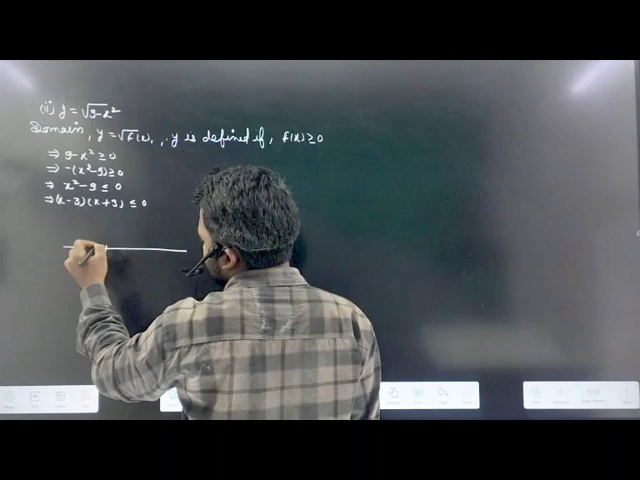 (ii) y = √9-x²
Domain, y = √f(x), . y is defined if, f(x) ≥ 0
⇒ 9-x² ≥ 0
⇒ -(x²-9) ≥ 0
⇒ x²-9 ≤ 0
⇒ (x-3)(x+3) ≤ 0